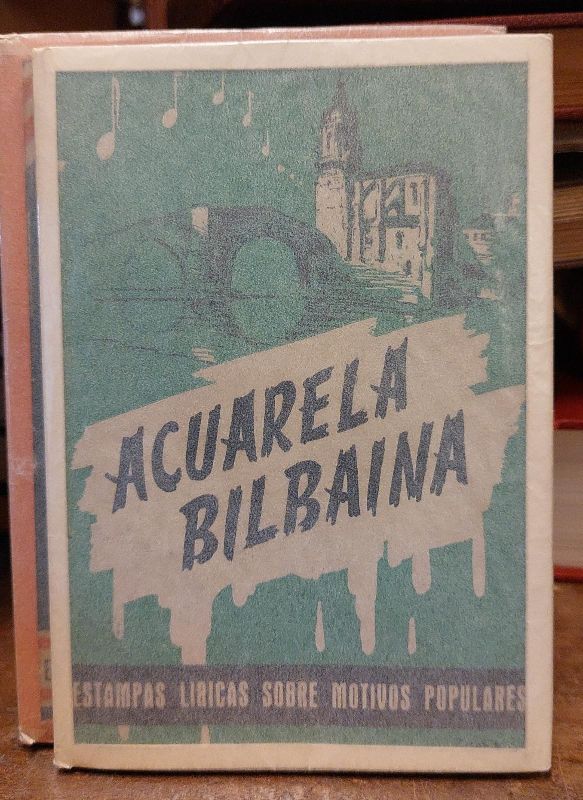 ACUARELA
BILBAINA
ESTAMPAS LIRICAS SOBRE MOTIVOS POPULARES